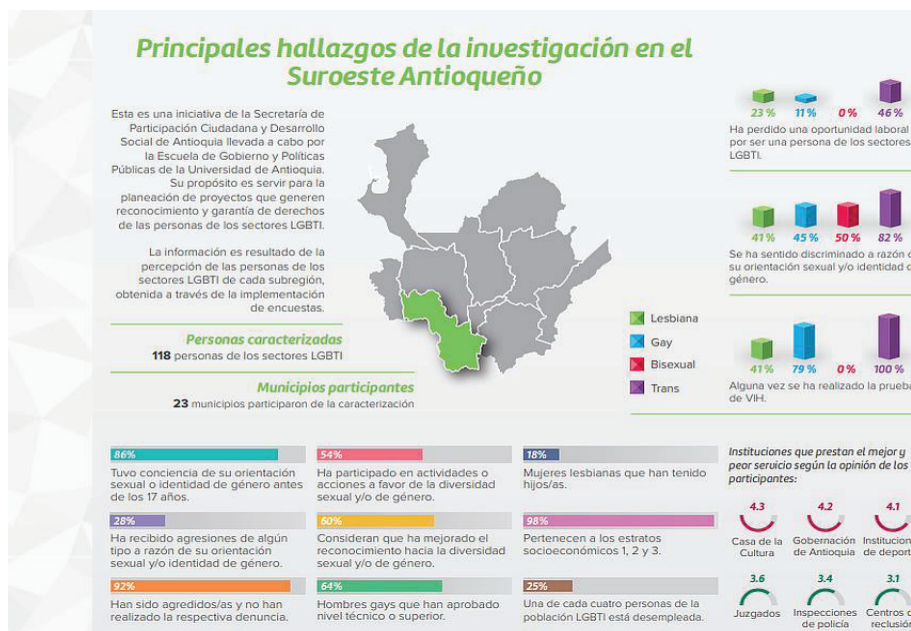 Principales hallazgos de la investigación en el
Suroeste Antioqueño
Esta es una iniciativa de la Secretaría de
Participación Ciudadana y Desarrollo
Social de Antioquia llevada a cabo por
la Escuela de Gobierno y Políticas
Públicas de la Universidad de Antioquia.
Su propósito es servir para la
planeación de proyectos que generen
reconocimiento y garantía de derechos
de las personas de los sectores LGBTI.
La información es resultado de la
percepción de las personas de los
sectores LGBTI de cada subregión,
obtenida a través de la implementación
de encuestas.
Personas caracterizadas
118 personas de los sectores LGBTI
Municipios participantes
23 municipios participaron de la caracterización
Lesbiana
Gay
Bisexual
Trans
23 % 11 % 0 % 46 %
Ha perdido una oportunidad laboral
por ser una persona de los sectores
LGBTI.
41 % 45 % 50 % 82 %
Se ha sentido discriminado a razón d
su orientación sexual y/o identidad d
género.
41 % 79 % 0 % 100 %
Alguna vez se ha realizado la prueba
de VIH.
86%
Tuvo conciencia de su orientación
sexual o identidad de género antes
de los 17 años.
54%
Ha participado en actividades o
acciones a favor de la diversidad
sexual y/o de género.
18%
Mujeres lesbianas que han tenido
hijos/as.
28%
Ha recibido agresiones de algún
tipo a razón de su orientación
sexual y/o identidad de género.
60%
Consideran que ha mejorado el
reconocimiento hacia la diversidad
sexual y/o de género.
98%
Pertenecen a los estratos
socioeconómicos 1, 2 y 3.
92%
Han sido agredidos/as y no han
realizado la respectiva denuncia.
64%
Hombres gays que han aprobado
nivel técnico o superior.
25%
Una de cada cuatro personas de la
población LGBTI está desempleada.
Instituciones que prestan el mejor y
peor servicio según la opinión de los
participantes:
4.3
Casa de la
Cultura
4.2
Gobernación
de Antioquia
4.1
Institucion
de deport
3.6
Juzgados
3.4
Inspecciones
de policía
3.1
Centros d
reclusión